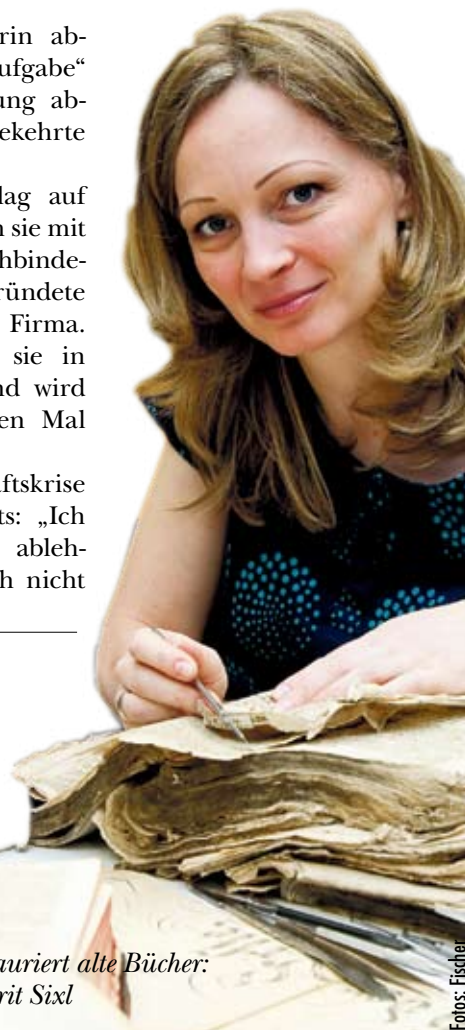 rin ab-
ufgabe“
ung ab-
ekehrte
lag auf
n sie mit
hbinde-
ründete
Firma.
sie in
nd wird
en Mal
ftskrise
ts: „Ich
ableh-
h nicht
auriert alte Bücher:
rit Sixl
Fotos: Fischer